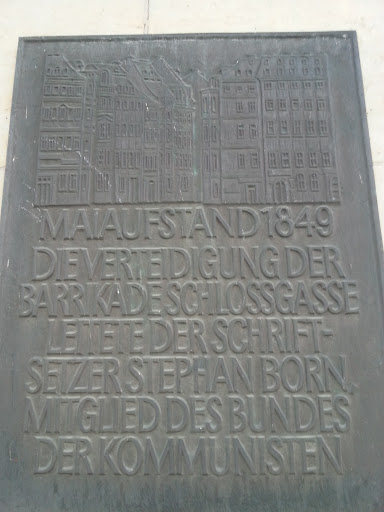 MAIAUFSTAND 1849
DIE VERTEIDIGUNG DER
BARRIKADE SCHLOSSGASSE
LEITETE DER SCHRIFT-
SETZER STEPHAN BORN,
MITGLIED DES BUNDES
DER KOMMUNISTEN